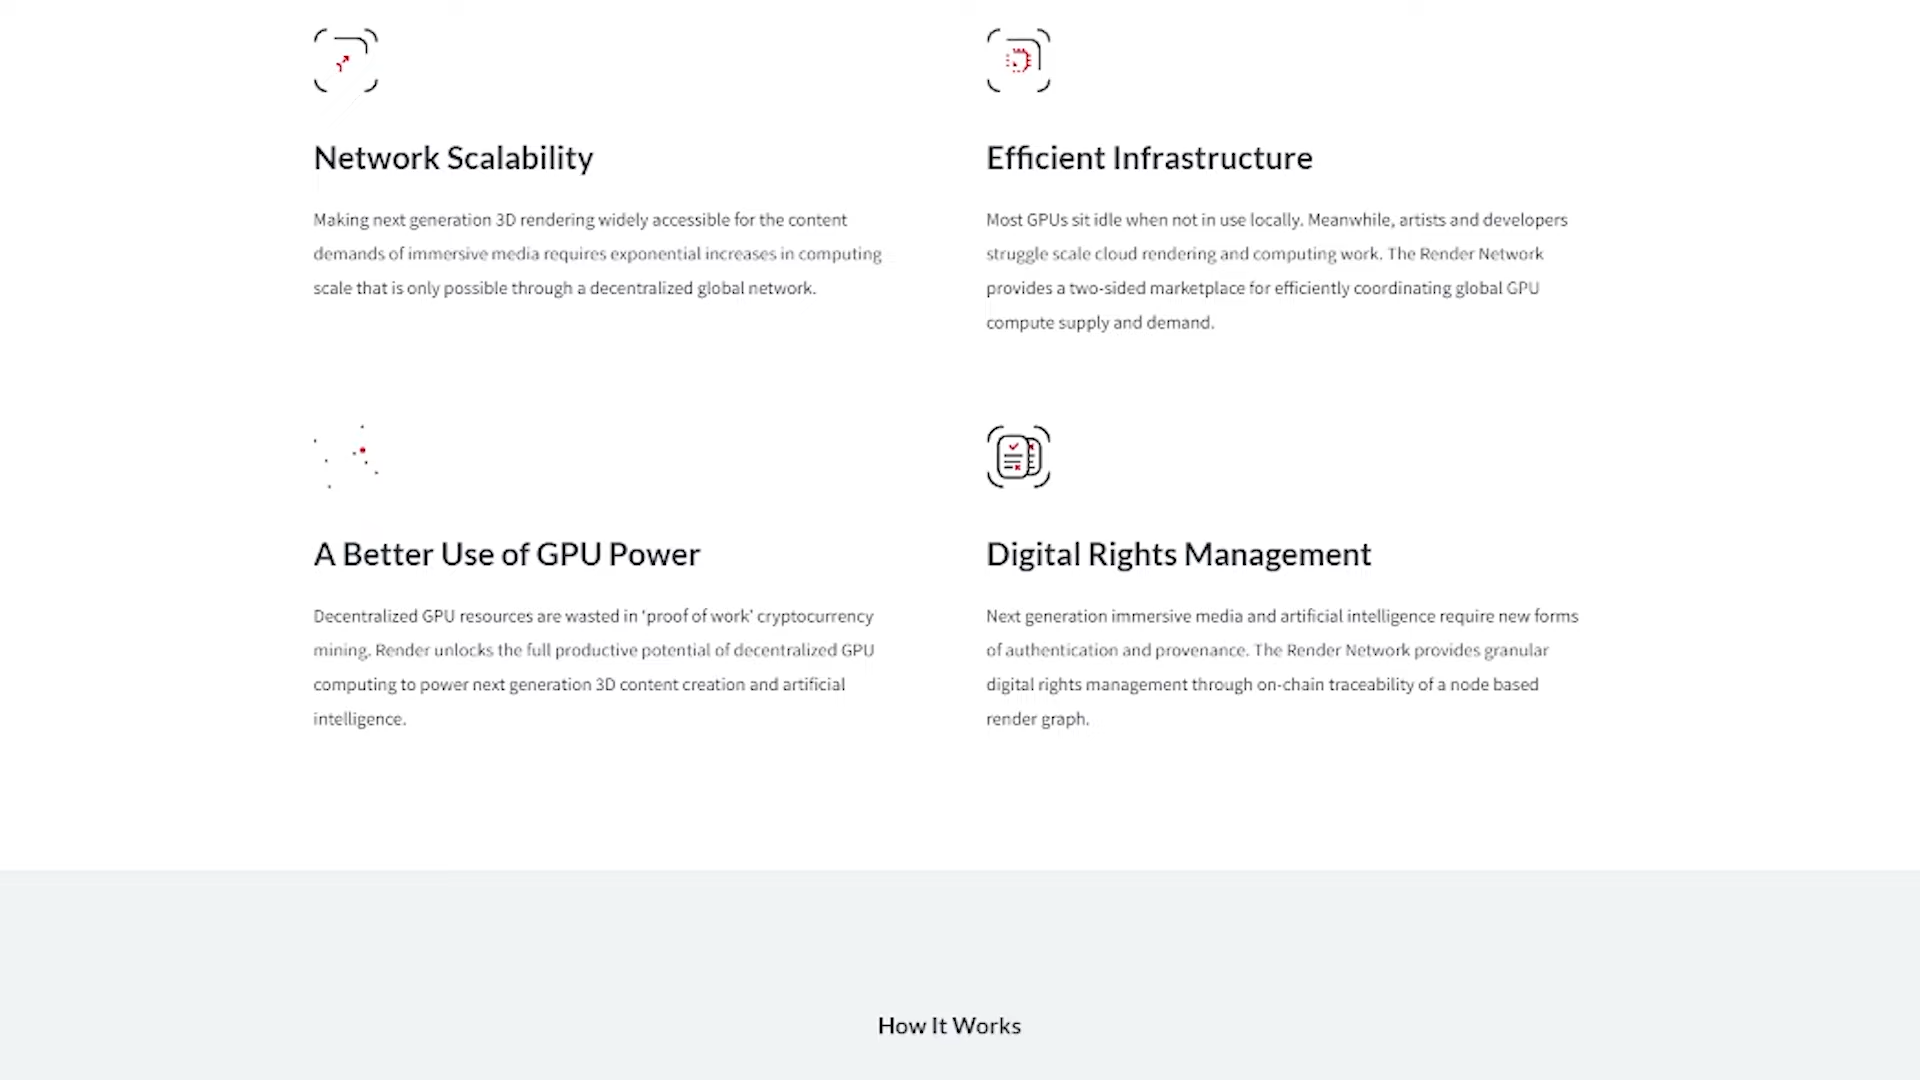 Network Scalability
Making next generation 3D rendering widely accessible for the content
demands of immersive media requires exponential increases in computing
scale that is only possible through a decentralized global network.
Efficient Infrastructure
Most GPUs sit idle when not in use locally. Meanwhile, artists and developers
struggle scale cloud rendering and computing work. The Render Network
provides a two-sided marketplace for efficiently coordinating global GPU
compute supply and demand.
A Better Use of GPU Power
Decentralized GPU resources are wasted in 'proof of work' cryptocurrency
mining. Render unlocks the full productive potential of decentralized GPU
computing to power next generation 3D content creation and artificial
intelligence.
Digital Rights Management
Next generation immersive media and artificial intelligence require new forms
of authentication and provenance. The Render Network provides granular
digital rights management through on-chain traceability of a node based
render graph.
How It Works